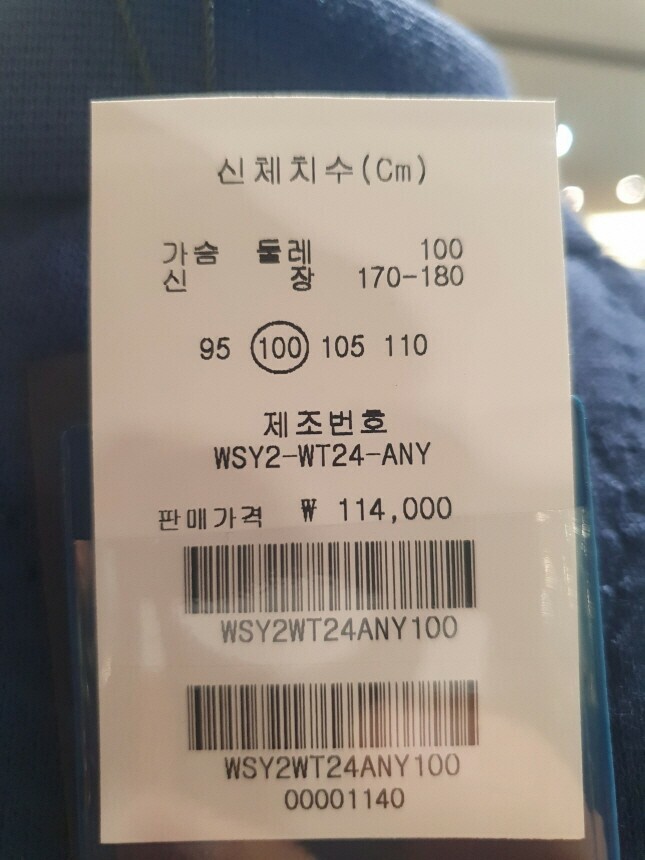 신체치수(Cm)
가슴 둘레 100
신 장 170-180
95 100 105 110
제조번호
WSY2-WT24-ANY
판매가격 ₩ 114,000
WSY2WT24ANY100
WSY2WT24ANY100
00001140